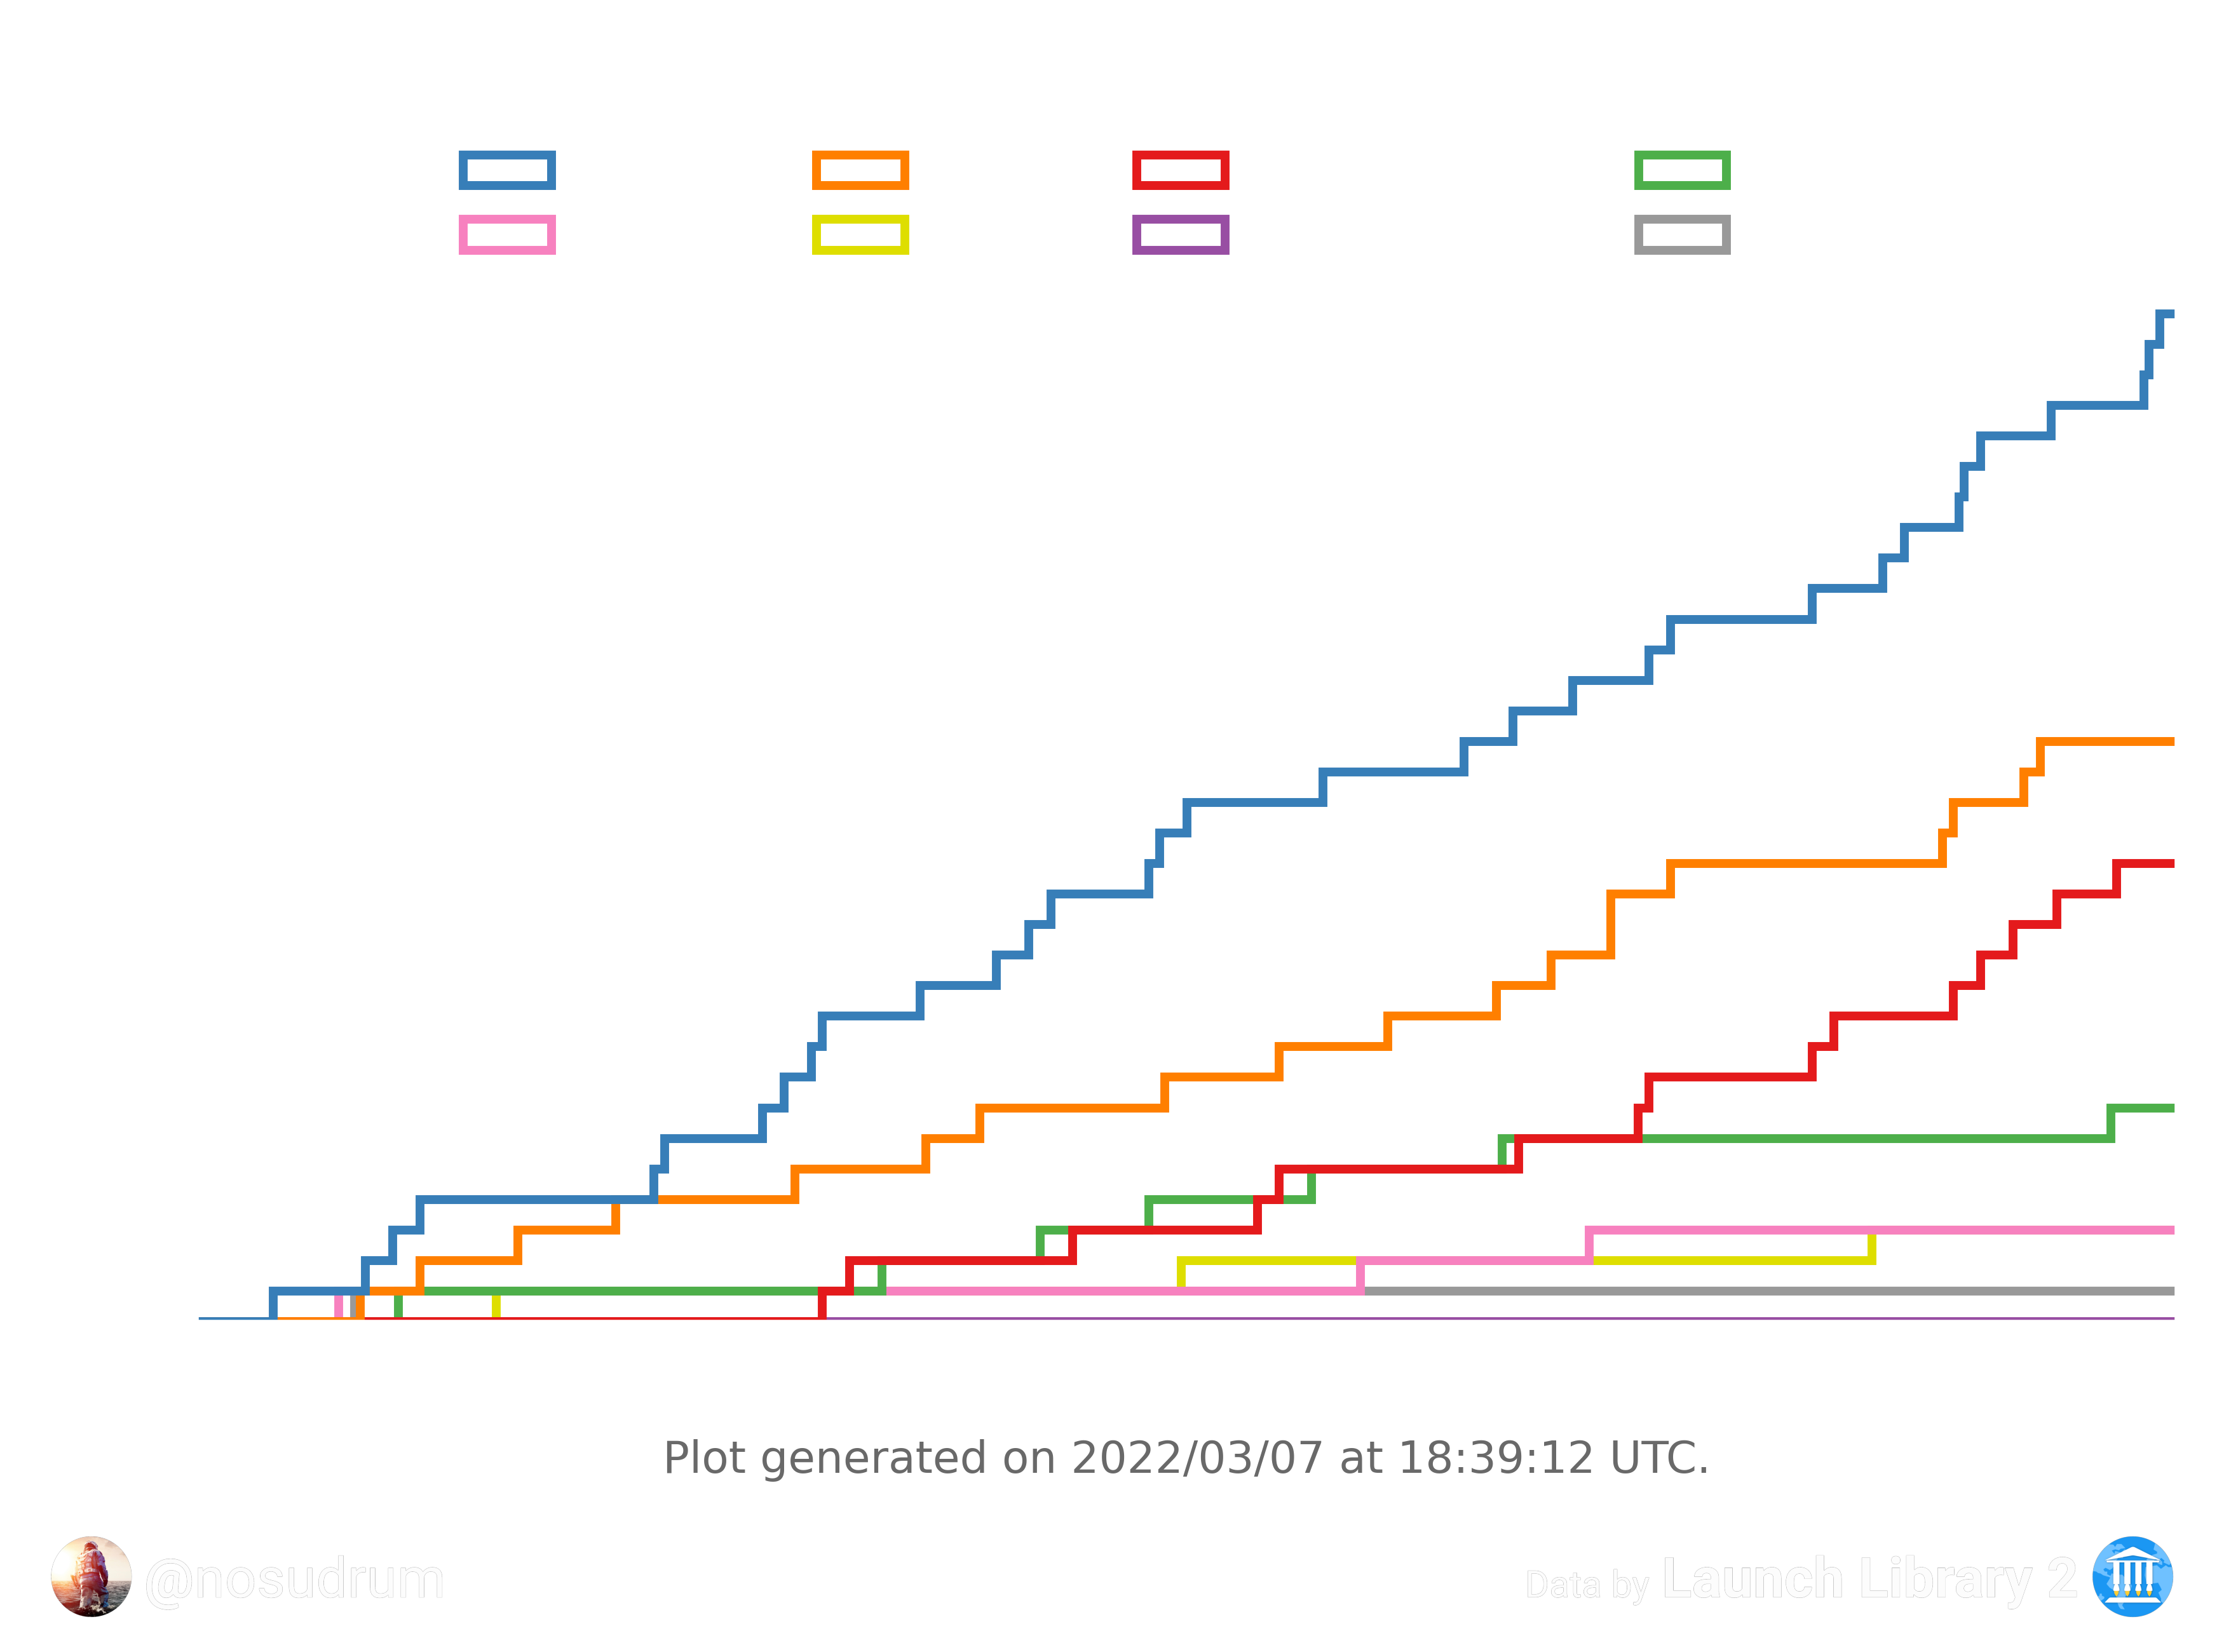 Plot generated on 2022/03/07 at 18:39:12 UTC.
@nosudrum
Data by Launch Library 2